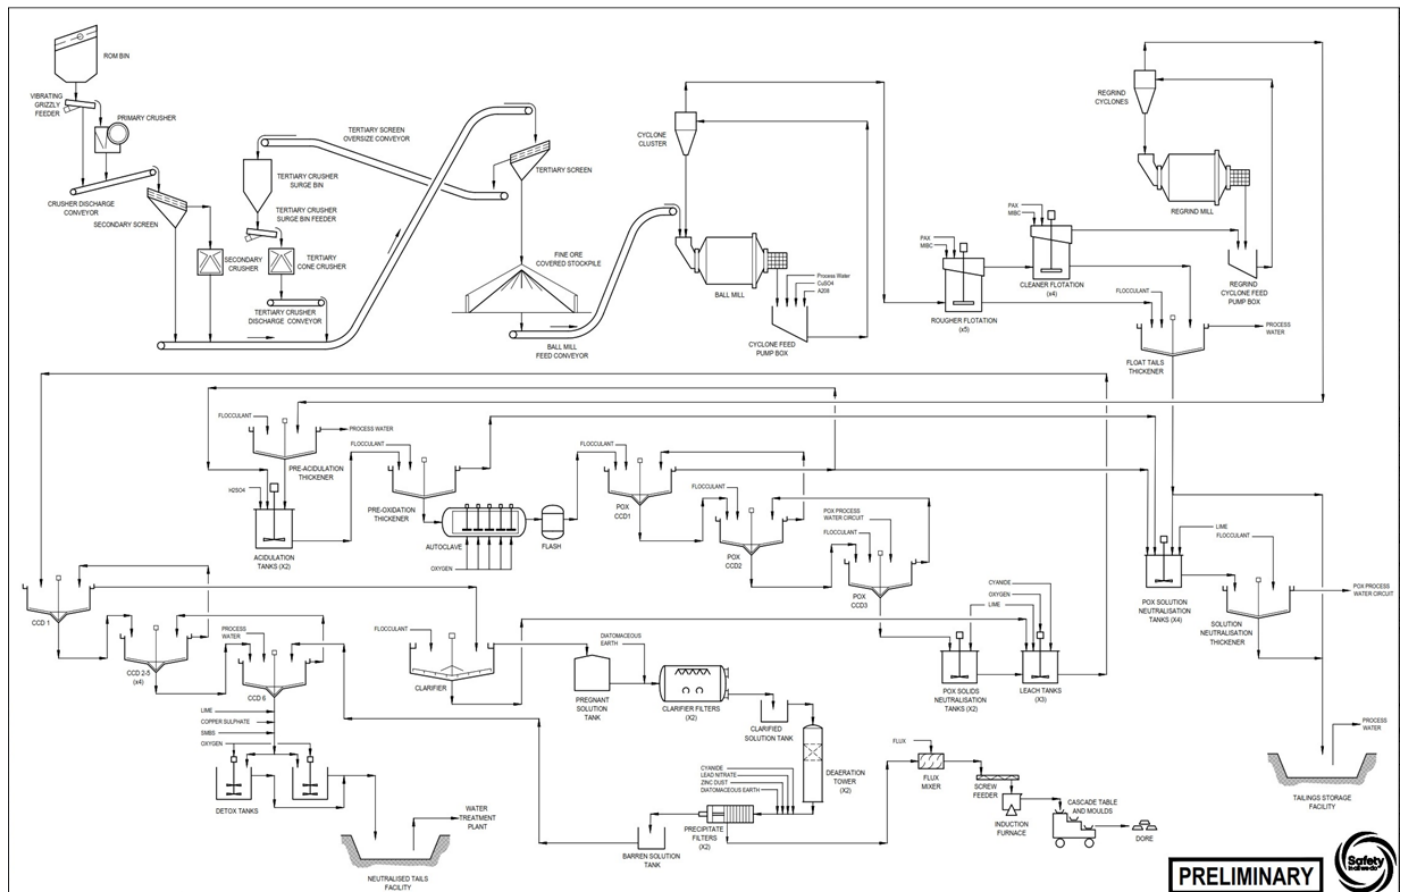 ROM BIN
VIBRATING
GRIZZLY
FEEDER
PRIMARY CRUSHER
CRUSHER DISCHARGE
CONVEYOR
SECONDARY SCREEN
SECONDARY
CRUSHER
TERTIARY SCREEN
OVERSIZE CONVEYOR
TERTIARY CRUSHER
SURGE BIN
TERTIARY CRUSHER
SURGE BIN FEEDER
TERTIARY
CONE CRUSHER
TERTIARY CRUSHER
DISCHARGE CONVEYOR
TERTIARY SCREEN
FINE ORE
COVERED STOCKPILE
BALL MILL
FEED CONVEYOR
CYCLONE
CLUSTER
BALL MILL
Process Water
CuSO4
A208
CYCLONE FEED
PUMP BOX
PAX
MIBC
ROUGHER FLOTATION
(x5)
PAX
MIBC
CLEANER FLOTATION
(x4)
REGRIND
CYCLONES
REGRIND MILL
REGRIND
CYCLONE FEED
PUMP BOX
FLOCCULANT
PROCESS
WATER
FLOAT TAILS
THICKENER
FLOCCULANT
PROCESS WATER
PRE-ACIDULATION
THICKENER
H2SO4
ACIDULATION
TANKS (X2)
FLOCCULANT
PRE-OXIDATION
THICKENER
AUTOCLAVE
OXYGEN
FLASH
FLOCCULANT
POX
CCD1
FLOCCULANT
POX
CCD2
POX PROCESS
WATER CIRCUIT
FLOCCULANT
POX
CCD3
LIME
FLOCCULANT
POX SOLUTION
NEUTRALISATION
TANKS (X4)
POX PROCESS
WATER CIRCUIT
SOLUTION
NEUTRALISATION
THICKENER
CCD 1
CCD 2-5
(x4)
PROCESS
WATER
CCD 6
LIME
COPPER SULPHATE
SMBS
OXYGEN
DETOX TANKS
WATER
TREATMENT
PLANT
NEUTRALISED TAILS
FACILITY
FLOCCULANT
CLARIFIER
DIATOMACEOUS
EARTH
PREGNANT
SOLUTION
TANK
CLARIFIER FILTERS
(X2)
CLARIFIED
SOLUTION TANK
DEAERATION
TOWER
(X2)
CYANIDE
LEAD NITRATE
ZINC DUST
DIATOMACEOUS EARTH
PRECIPITATE
FILTERS
(X2)
BARREN SOLUTION
TANK
CYANIDE
OXYGEN
LIME
POX SOLIDS
NEUTRALISATION
TANKS (X2)
LEACH TANKS
(X3)
FLUX
FLUX
MIXER
SCREW
FEEDER
INDUCTION
FURNACE
CASCADE TABLE
AND MOULDS
DORE
PROCESS
WATER
TAILINGS STORAGE
FACILITY
PRELIMINARY
Safety
in all we do